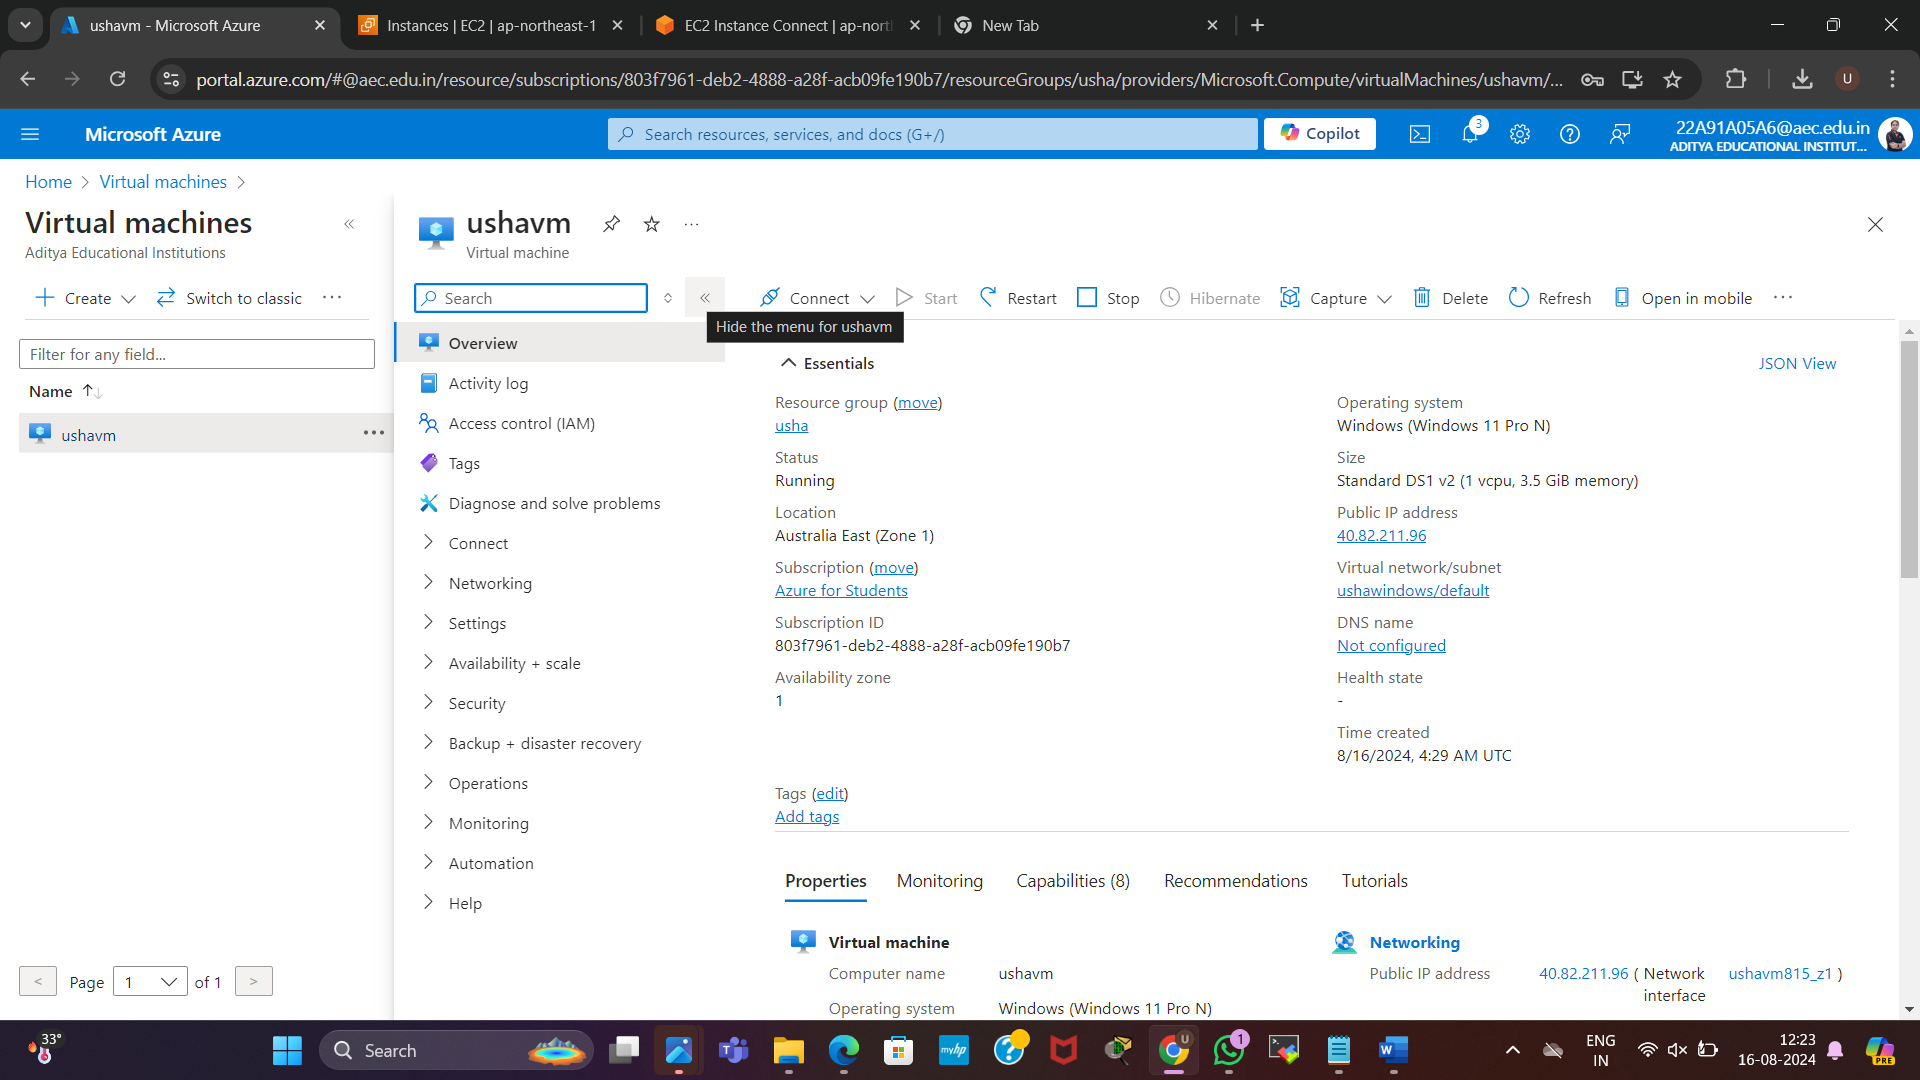 ushavm - Microsoft Azure
Instances | EC2 | ap-northeast-1
EC2 Instance Connect | ap-nort
New Tab
portal.azure.com/#@aec.edu.in/resource/subscriptions/803f7961-deb2-4888-a28f-acb09fe190b7/resourceGroups/usha/providers/Microsoft.Compute/virtualMachines/ushavm/...
U
Microsoft Azure
Search resources, services, and docs (G+/)
Copilot
3
22A91A05A6@aec.edu.in
ADITYA EDUCATIONAL INSTITUT...
Home > Virtual machines >
Virtual machines
Aditya Educational Institutions
Create
Switch to classic
Filter for any field...
Name
ushavm
Page 1 of 1
ushavm
Virtual machine
Search
Connect
Start
Restart
Stop
Hibernate
Capture
Delete
Refresh
Open in mobile
Hide the menu for ushavm
Overview
Activity log
Access control (IAM)
Tags
Diagnose and solve problems
Connect
Networking
Settings
Availability + scale
Security
Backup + disaster recovery
Operations
Monitoring
Automation
Help
Essentials
JSON View
Resource group (move)
usha
Status
Running
Location
Australia East (Zone 1)
Subscription (move)
Azure for Students
Subscription ID
803f7961-deb2-4888-a28f-acb09fe190b7
Availability zone
1
Operating system
Windows (Windows 11 Pro N)
Size
Standard DS1 v2 (1 vcpu, 3.5 GiB memory)
Public IP address
40.82.211.96
Virtual network/subnet
ushawindows/default
DNS name
Not configured
Health state
-
Time created
8/16/2024, 4:29 AM UTC
Tags (edit)
Add tags
Properties
Monitoring
Capabilities (8)
Recommendations
Tutorials
Virtual machine
Computer name ushavm
Operating system Windows (Windows 11 Pro N)
Networking
Public IP address 40.82.211.96 ( Network interface ushavm815_z1 )
33°
Search
myhp
U
1
ENG
IN
12:23
16-08-2024
PRE